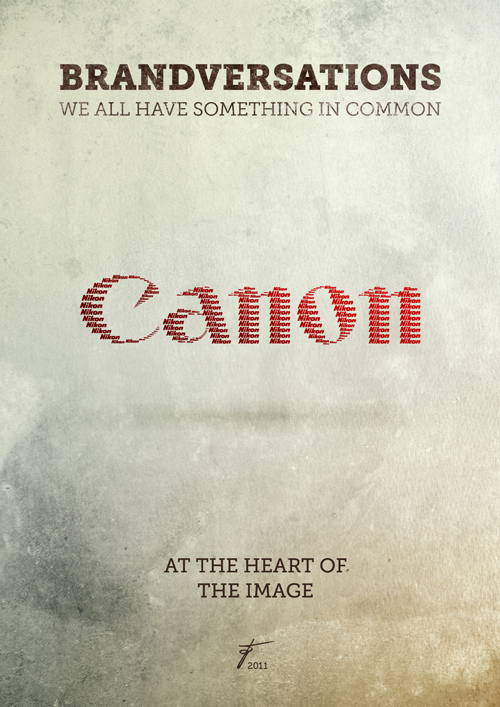 BRANDVERSATIONS
WE ALL HAVE SOMETHING IN COMMON
Canon
AT THE HEART OF
THE IMAGE
2011